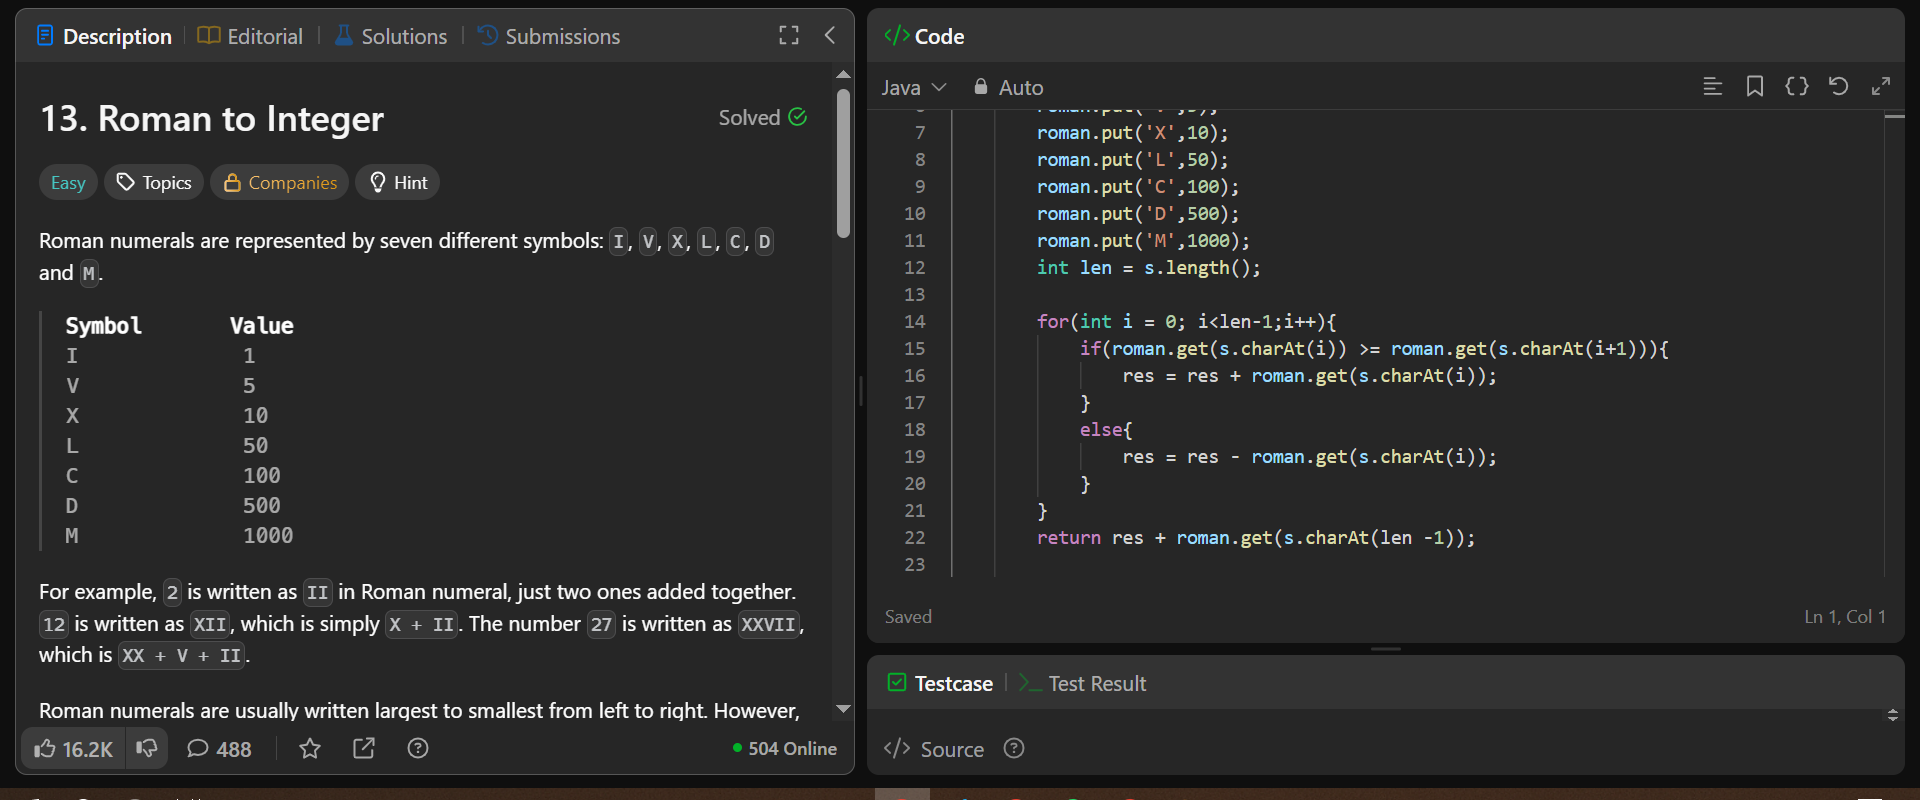 Description Editorial Solutions Submissions
13. Roman to Integer
Solved
Easy Topics Companies Hint
Roman numerals are represented by seven different symbols: I, V, X, L, C, D
and M.
Symbol Value
I 1
V 5
X 10
L 50
C 100
D 500
M 1000
For example, 2 is written as II in Roman numeral, just two ones added together.
12 is written as XII, which is simply X + II. The number 27 is written as XXVII,
which is XX + V + II.
Roman numerals are usually written largest to smallest from left to right. However,
16.2K 488 504 Online
</> Code
Java Auto
7 roman.put('X',10);
8 roman.put('L',50);
9 roman.put('C',100);
10 roman.put('D',500);
11 roman.put('M',1000);
12 int len = s.length();
13
14 for(int i = 0; i<len-1;i++){
15 if(roman.get(s.charAt(i)) >= roman.get(s.charAt(i+1))){
16 res = res + roman.get(s.charAt(i));
17 }
18 else{
19 res = res - roman.get(s.charAt(i));
20 }
21 }
22 return res + roman.get(s.charAt(len -1));
23
Saved Ln 1, Col 1
Testcase Test Result
</> Source